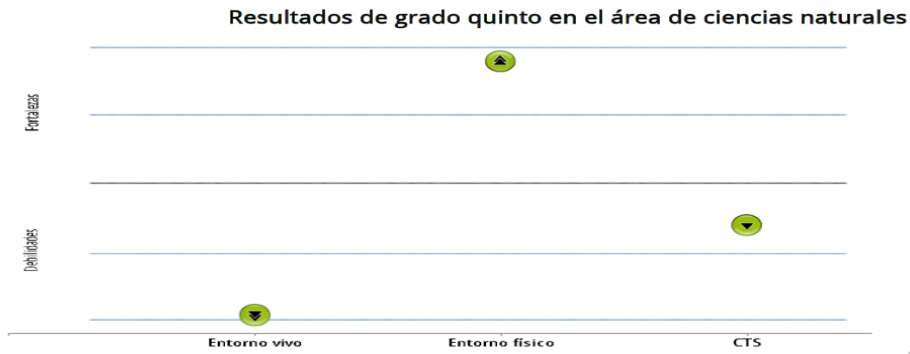 Resultados de grado quinto en el área de ciencias naturales
Fortalezas
Debilidades
Entorno vivo
Entorno físico
CTS